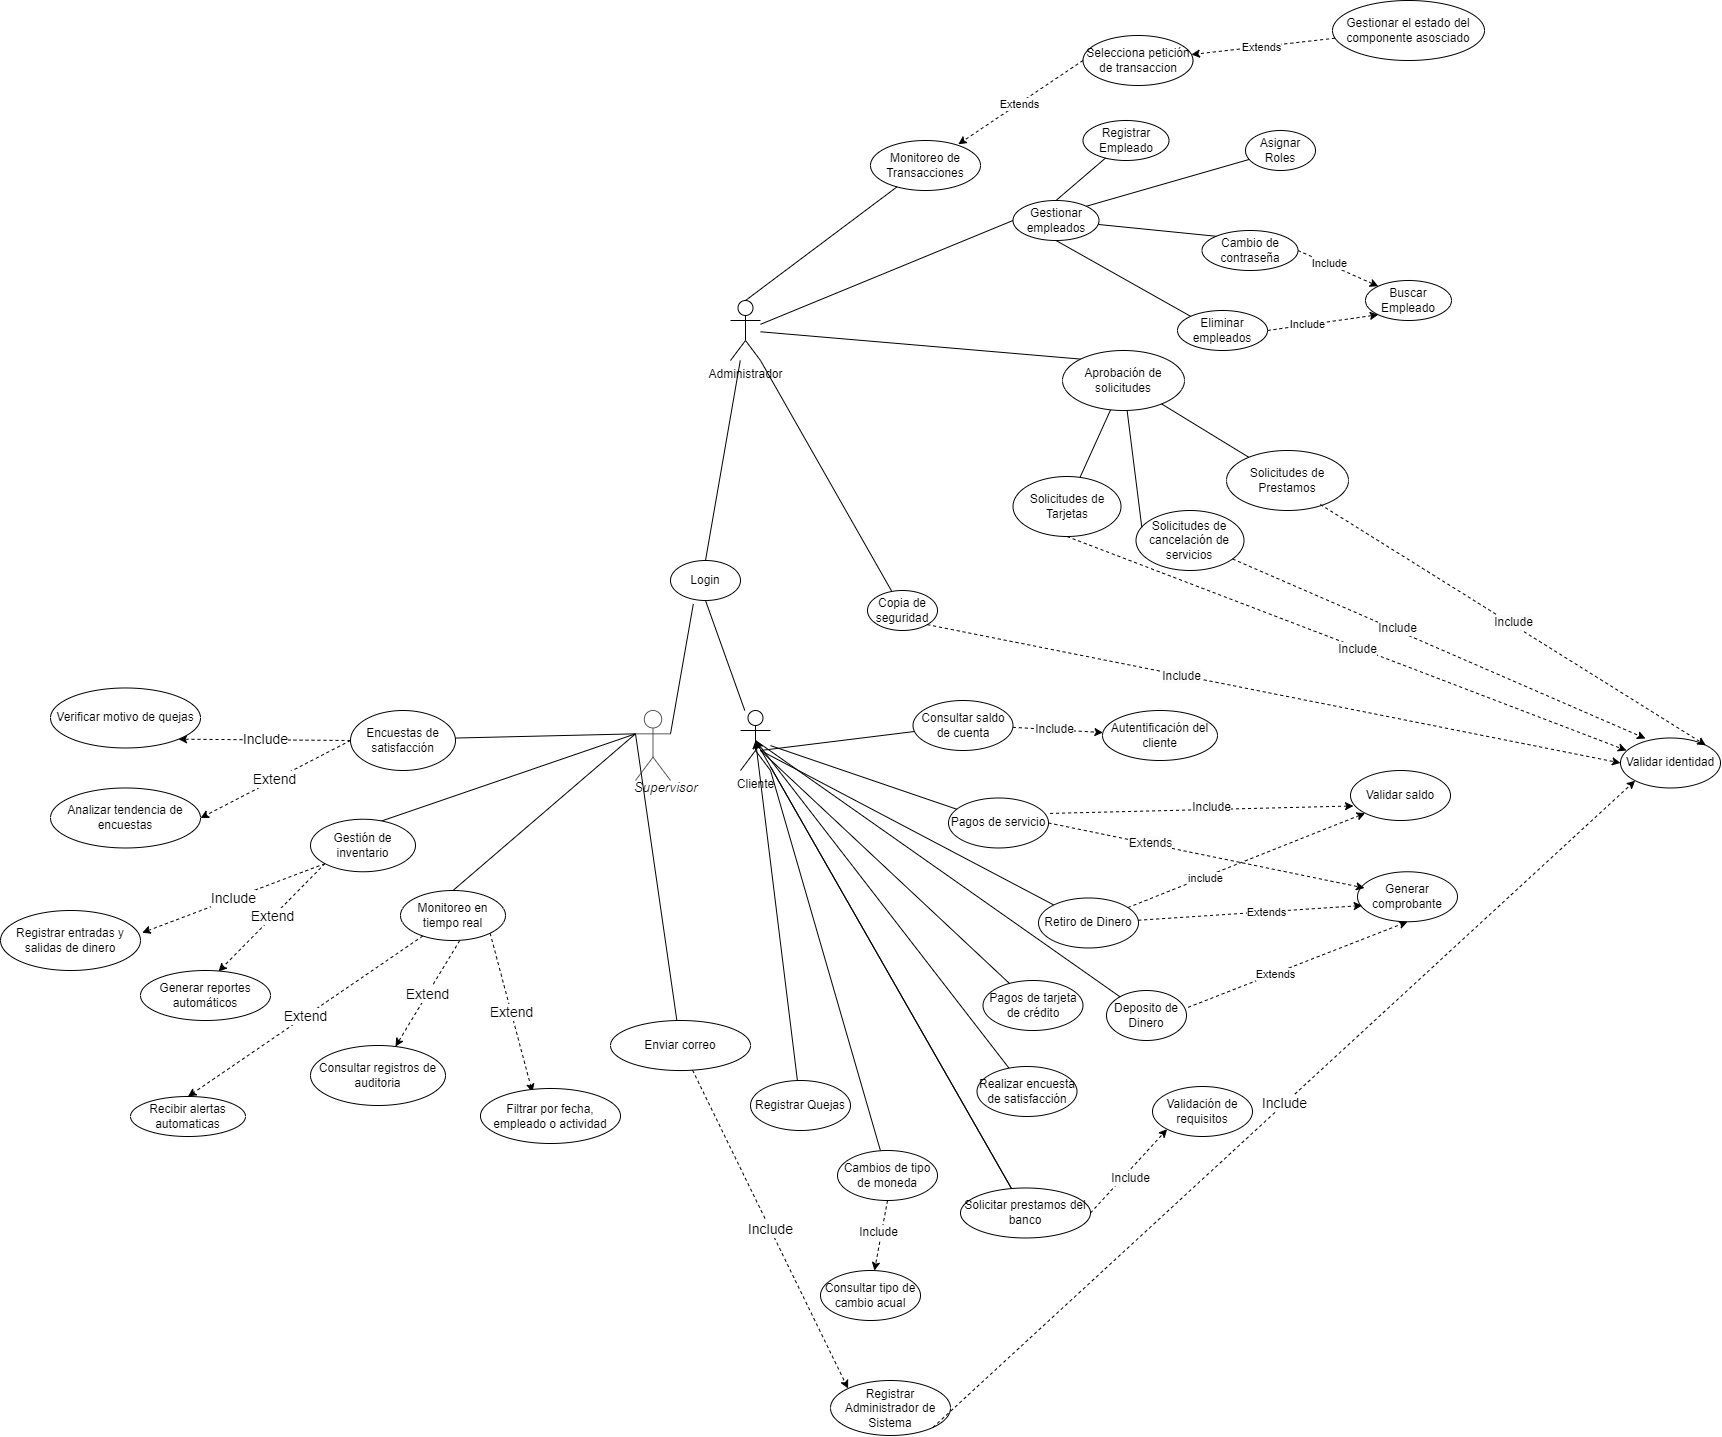 Gestionar el estado del
componente asosciado
Extends
Selecciona petición
de transaccion
Extends
Monitoreo de
Transacciones
Registrar
Empleado
Asignar
Roles
Gestionar
empleados
Cambio de
contraseña
Include
Buscar
Empleado
Eliminar
empleados
Include
Administrador
Aprobación de
solicitudes
Solicitudes de
Prestamos
Solicitudes de
Tarjetas
Solicitudes de
cancelación de
servicios
Login
Copia de
seguridad
Include
Include
Include
Include
Validar identidad
Verificar motivo de quejas
Include
Encuestas de
satisfacción
Extend
Analizar tendencia de
encuestas
Supervisor
Cliente
Consultar saldo
de cuenta
Include
Autentificación del
cliente
Validar saldo
Pagos de servicio
Include
Extends
include
Generar
comprobante
Retiro de Dinero
Extends
Extends
Gestión de
inventario
Include
Extend
Registrar entradas y
salidas de dinero
Generar reportes
automáticos
Monitoreo en
tiempo real
Extend
Extend
Extend
Recibir alertas
automaticas
Consultar registros de
auditoria
Filtrar por fecha,
empleado o actividad
Enviar correo
Pagos de tarjeta
de crédito
Deposito de
Dinero
Registrar Quejas
Realizar encuesta
de satisfacción
Validación de
requisitos
Include
Include
Cambios de tipo
de moneda
Solicitar prestamos del
banco
Include
Include
Consultar tipo de
cambio acual
Registrar
Administrador de
Sistema